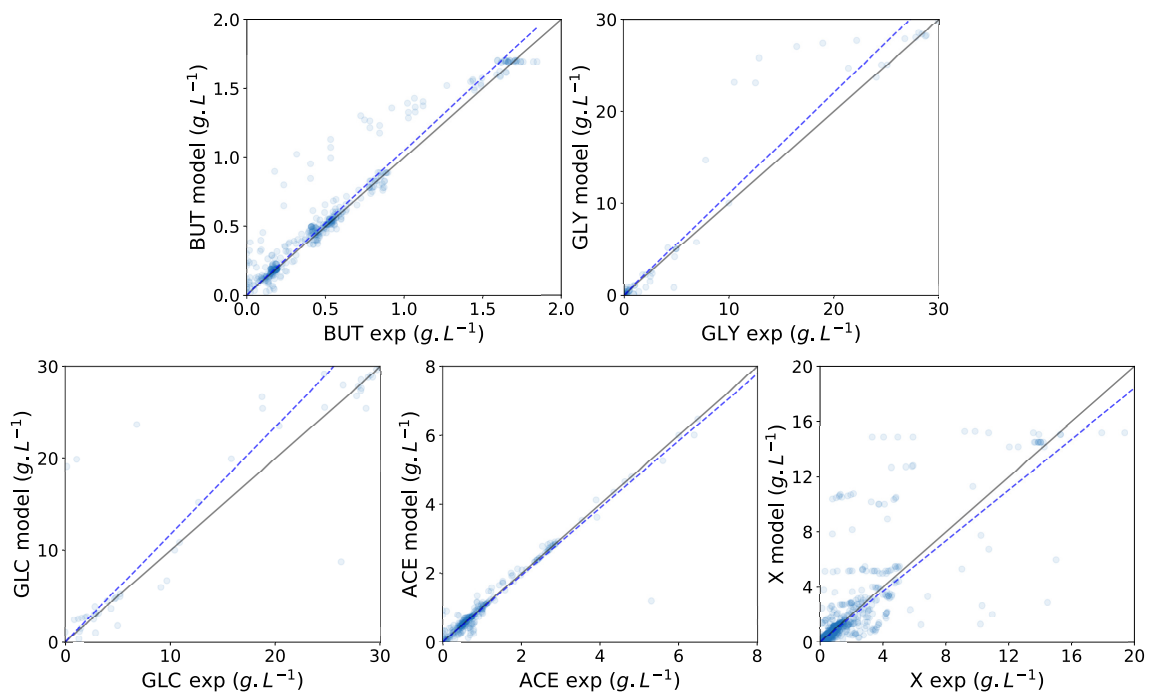 2.0
1.5
1.0
0.5
0.0
BUT model (g.L⁻¹)
0.0 0.5 1.0 1.5 2.0
BUT exp (g.L⁻¹)
30
20
10
0
GLY model (g.L⁻¹)
0 10 20 30
GLY exp (g.L⁻¹)
30
20
10
0
GLC model (g.L⁻¹)
0 10 20 30
GLC exp (g.L⁻¹)
8
6
4
2
0
ACE model (g.L⁻¹)
0 2 4 6 8
ACE exp (g.L⁻¹)
20
16
12
8
4
0
X model (g.L⁻¹)
0 4 8 12 16 20
X exp (g.L⁻¹)